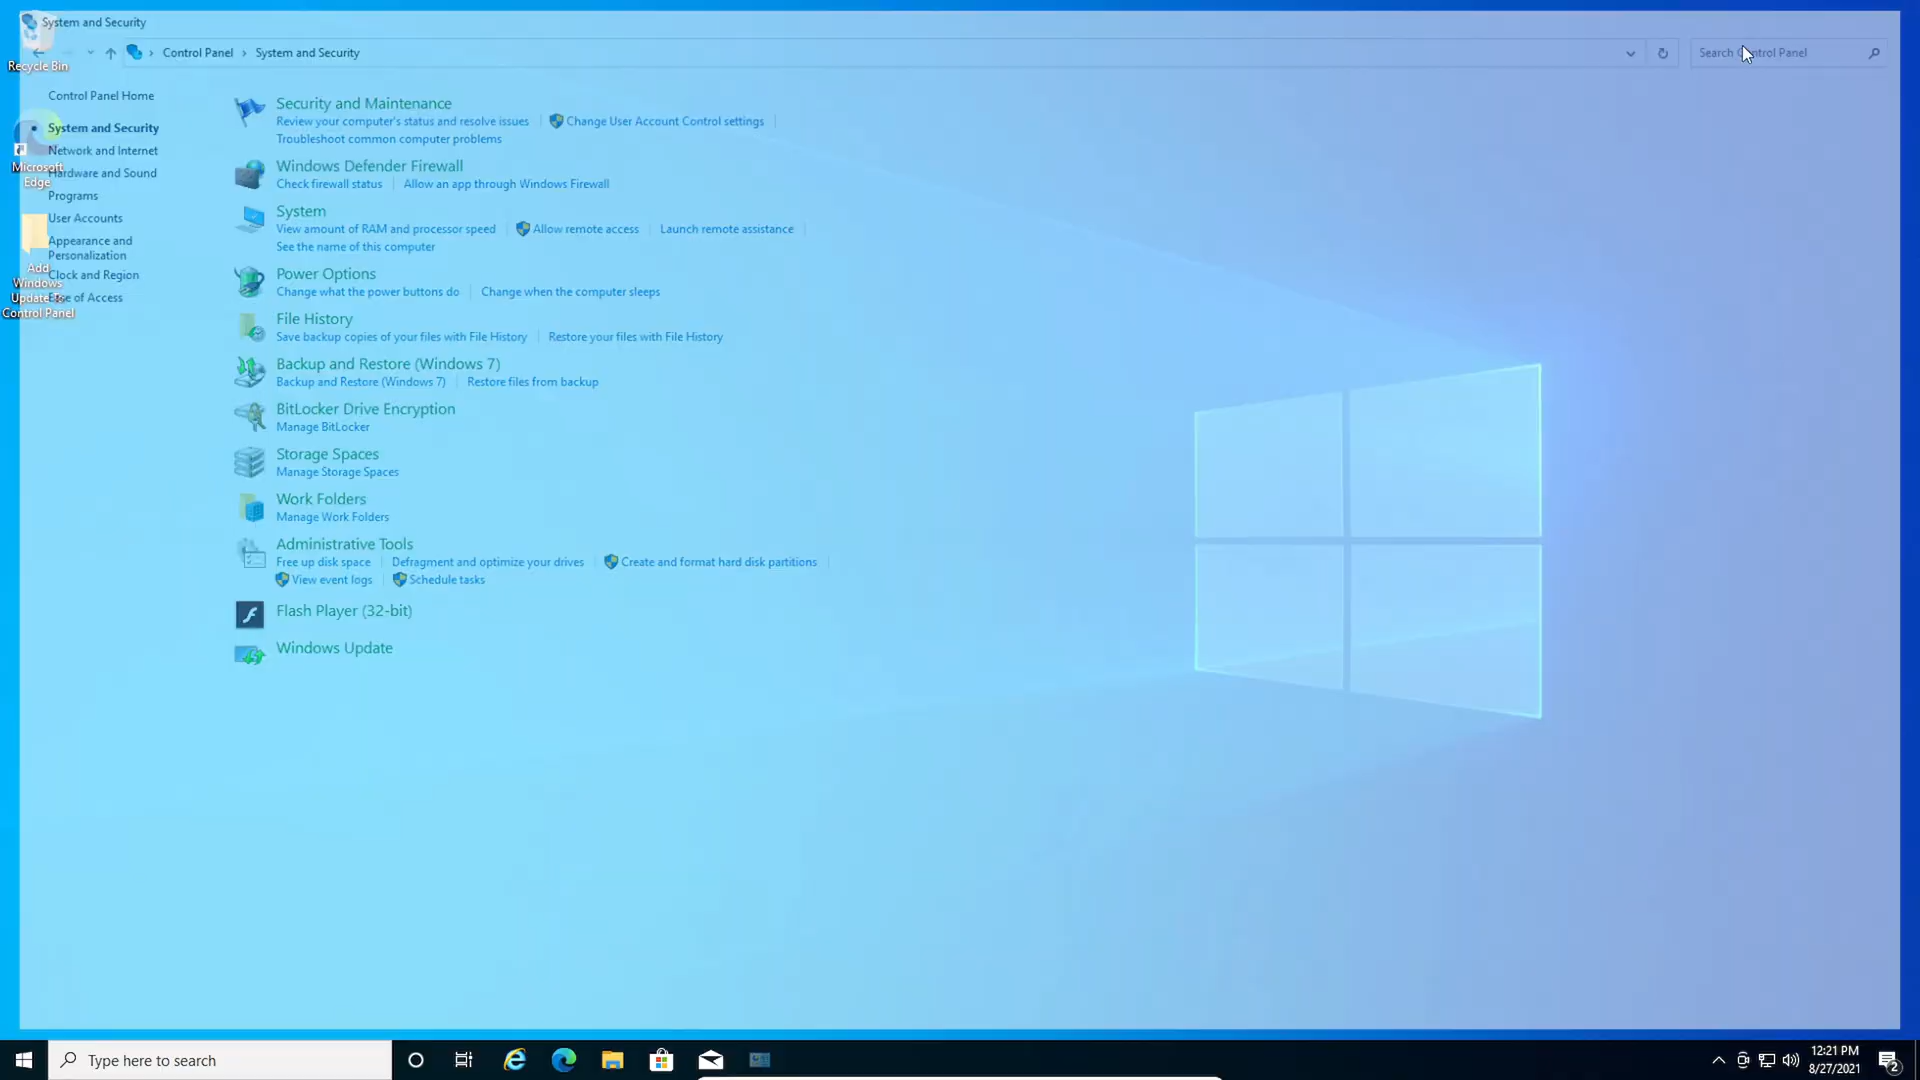 System and Security
Recycle Bin
Control Panel > System and Security
Search Control Panel
Control Panel Home
System and Security
Network and Internet
Hardware and Sound
Programs
User Accounts
Appearance and
Personalization
Clock and Region
Ease of Access
Microsoft
Edge
Add
Windows
Update To
Control Panel
Security and Maintenance
Review your computer's status and resolve issues
Change User Account Control settings
Troubleshoot common computer problems
Windows Defender Firewall
Check firewall status
Allow an app through Windows Firewall
System
View amount of RAM and processor speed
Allow remote access
Launch remote assistance
See the name of this computer
Power Options
Change what the power buttons do
Change when the computer sleeps
File History
Save backup copies of your files with File History
Restore your files with File History
Backup and Restore (Windows 7)
Backup and Restore (Windows 7)
Restore files from backup
BitLocker Drive Encryption
Manage BitLocker
Storage Spaces
Manage Storage Spaces
Work Folders
Manage Work Folders
Administrative Tools
Free up disk space
Defragment and optimize your drives
Create and format hard disk partitions
View event logs
Schedule tasks
Flash Player (32-bit)
Windows Update
Type here to search
12:21 PM
8/27/2021
2